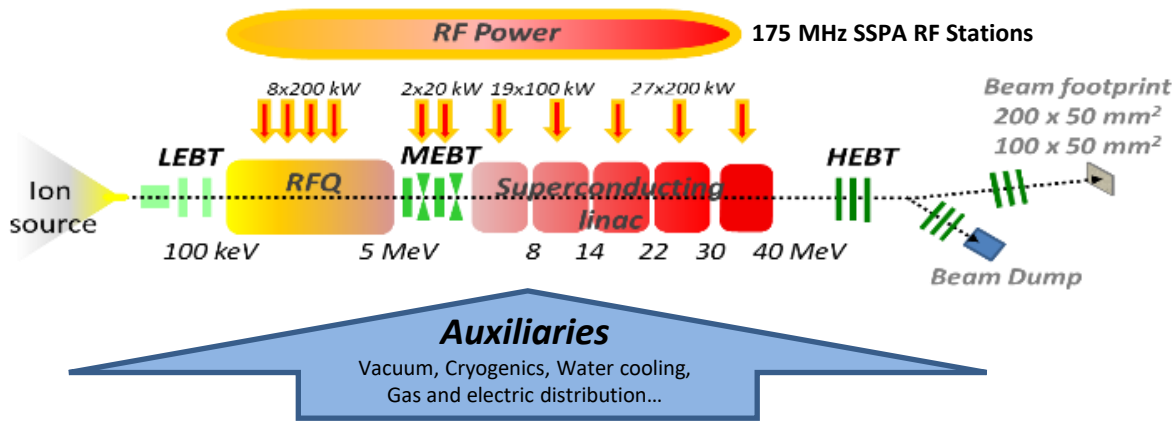 RF Power
175 MHz SSPA RF Stations
8x200 kW
2x20 kW
19x100 kW
27x200 kW
Beam footprint
200 x 50 mm²
100 x 50 mm²
LEBT
MEBT
HEBT
Ion
source
RFQ
Superconducting
linac
100 keV
5 MeV
8
14
22
30
40 MeV
Beam Dump
Auxiliaries
Vacuum, Cryogenics, Water cooling,
Gas and electric distribution…